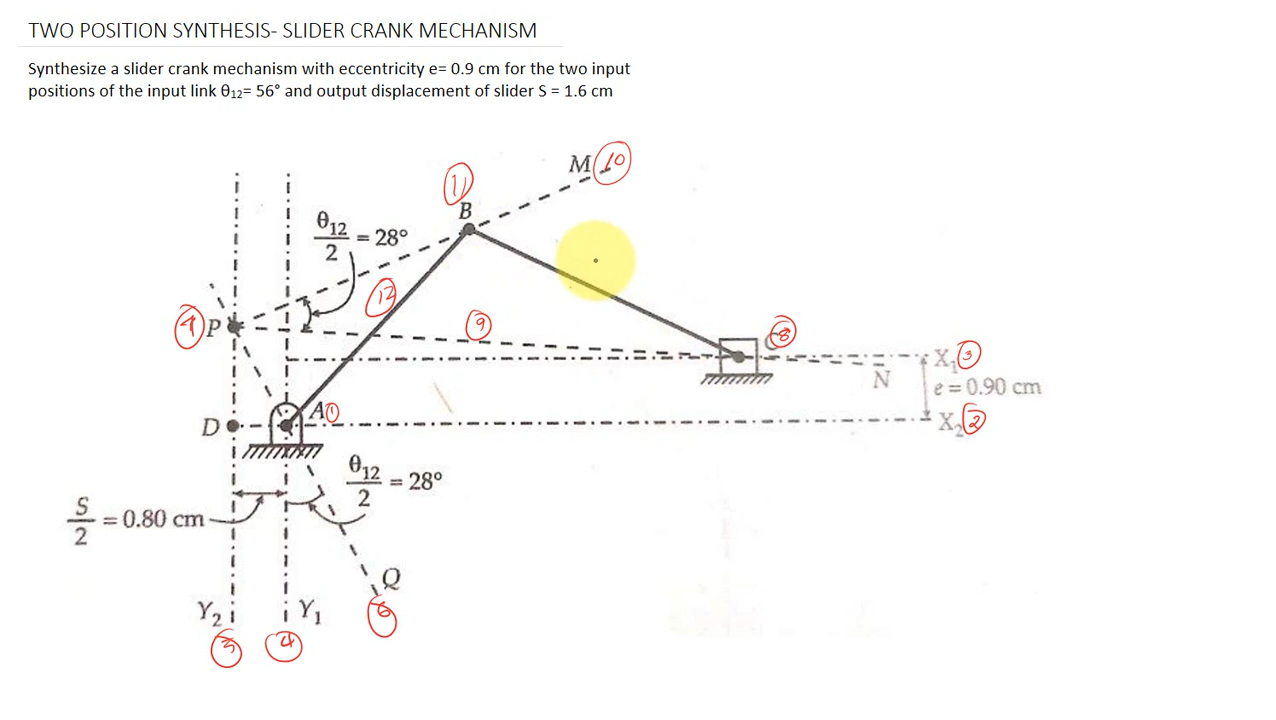 TWO POSITION SYNTHESIS- SLIDER CRANK MECHANISM
Synthesize a slider crank mechanism with eccentricity e= 0.9 cm for the two input
positions of the input link θ₁₂= 56° and output displacement of slider S = 1.6 cm
M 10
11
B
θ₁₂/2 = 28°
12
P
9
C 8
X₁ 3
N
e = 0.90 cm
A 1
D
X₂ 2
θ₁₂/2 = 28°
S/2 = 0.80 cm
Q
Y₂
Y₁
6
4